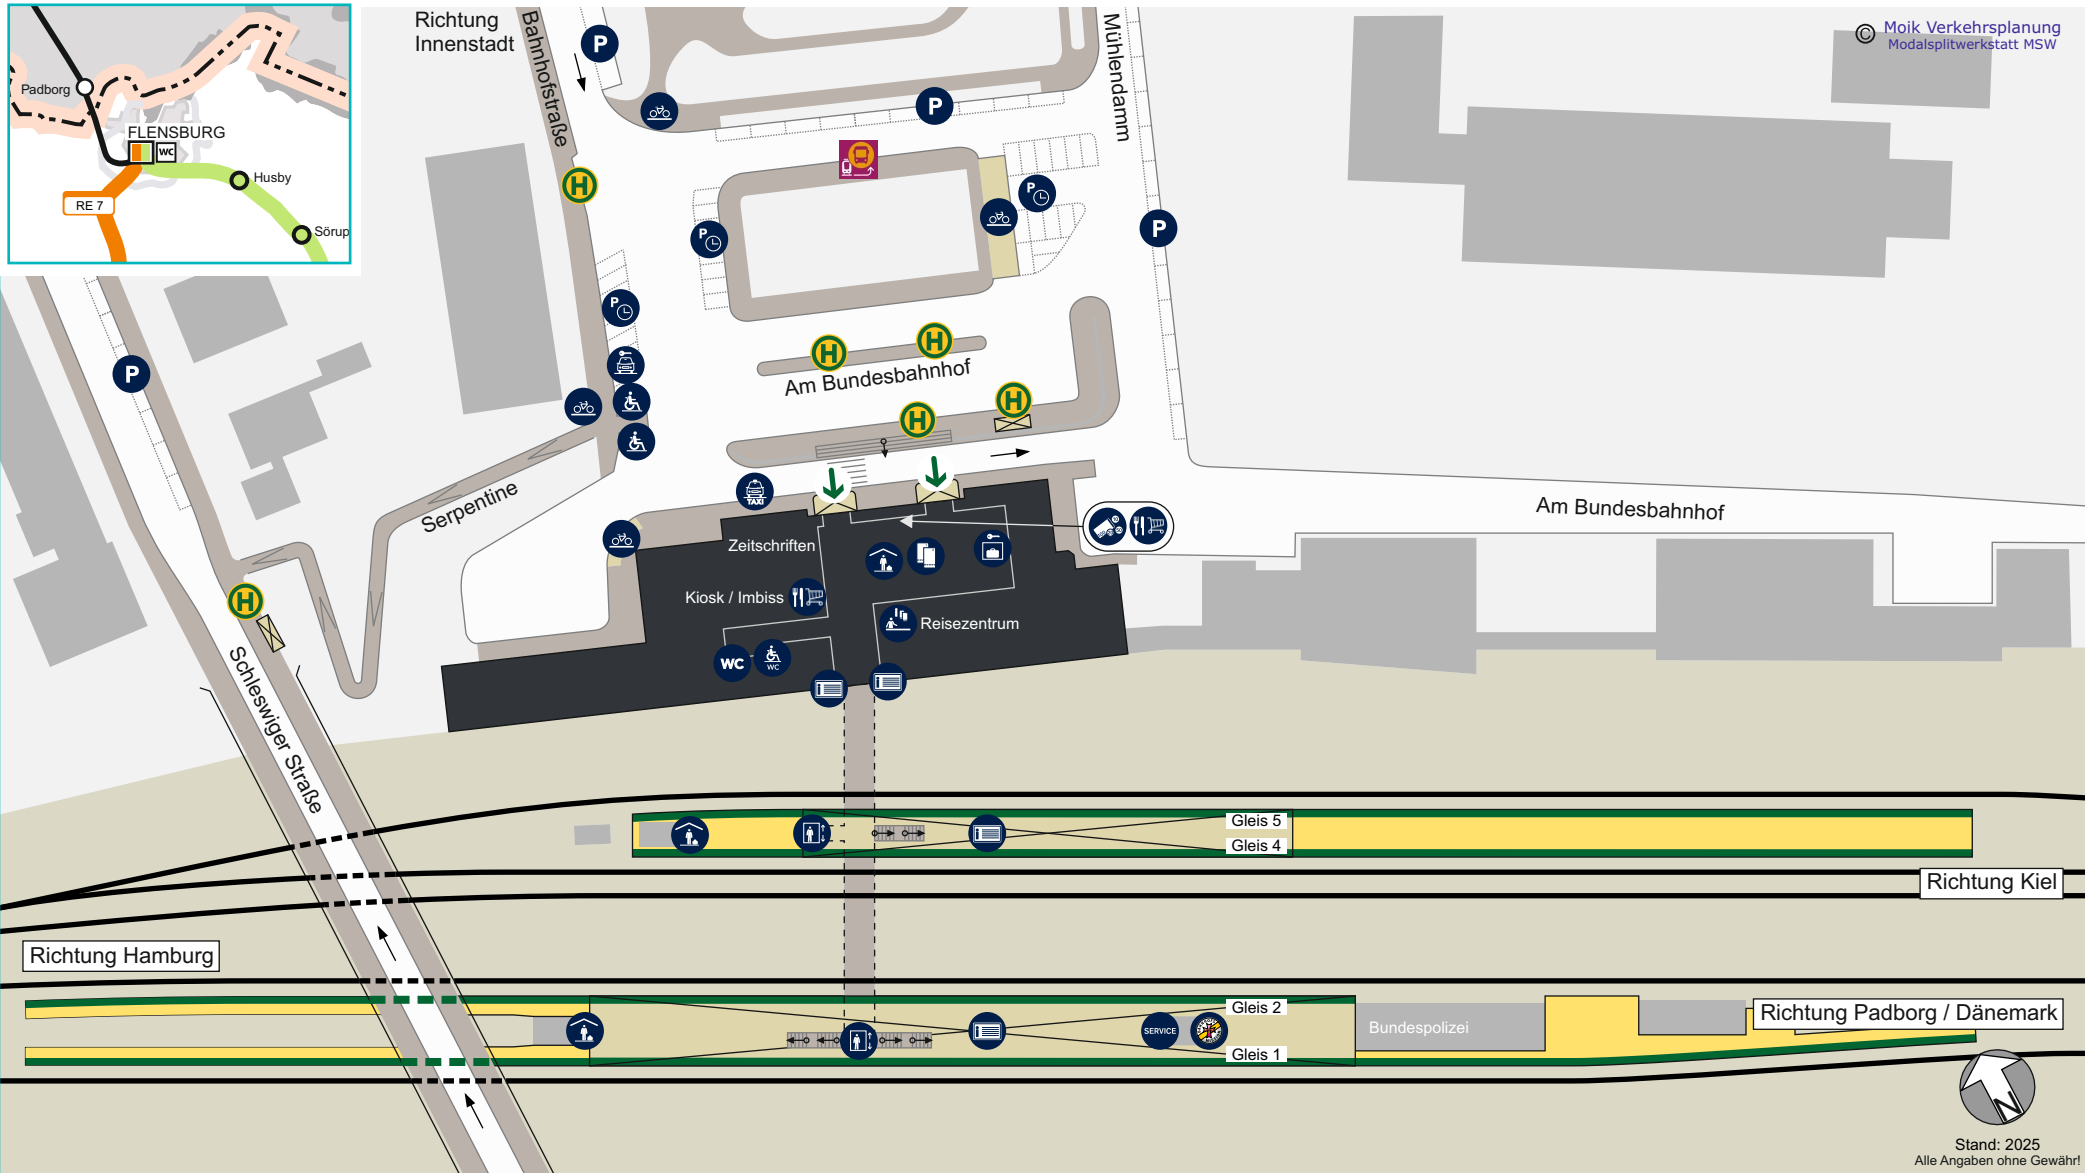 Padborg
FLENSBURG
WC
Husby
RE 7
Sörup
Richtung
Innenstadt
Bahnhofstraße
P
Mühlendamm
© Moik Verkehrsplanung
Modalsplitwerkstatt MSW
P
H
P
P
P
P
P
H
H
Am Bundesbahnhof
H
H
Serpentine
TAXI
Am Bundesbahnhof
Zeitschriften
Kiosk / Imbiss
Reisezentrum
WC
WC
H
Schleswiger Straße
Gleis 5
Gleis 4
Richtung Kiel
Richtung Hamburg
Gleis 2
Richtung Padborg / Dänemark
SERVICE
Bundespolizei
Gleis 1
N
Stand: 2025
Alle Angaben ohne Gewähr!